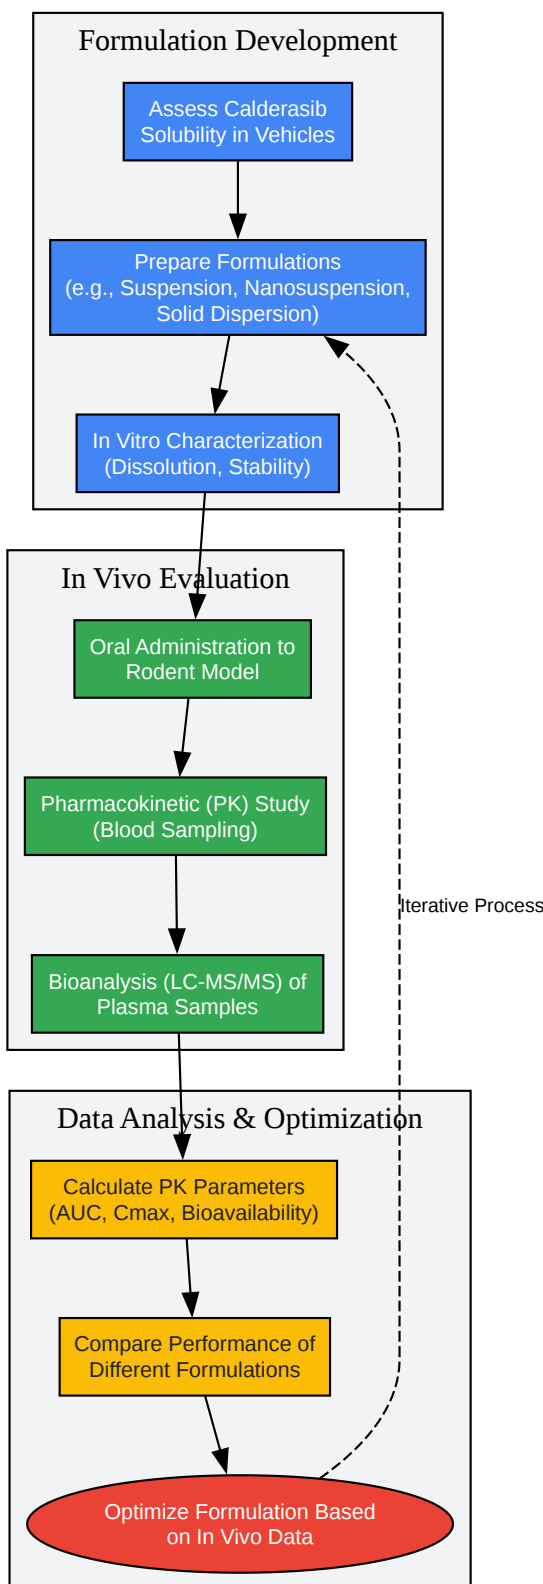 Formulation Development
Assess Calderasib
Solubility in Vehicles
Prepare Formulations
(e.g., Suspension, Nanosuspension,
Solid Dispersion)
In Vitro Characterization
(Dissolution, Stability)
In Vivo Evaluation
Oral Administration to
Rodent Model
Pharmacokinetic (PK) Study
(Blood Sampling)
Iterative Process
Bioanalysis (LC-MS/MS) of
Plasma Samples
Data Analysis & Optimization
Calculate PK Parameters
(AUC, Cmax, Bioavailability)
Compare Performance of
Different Formulations
Optimize Formulation Based
on In Vivo Data